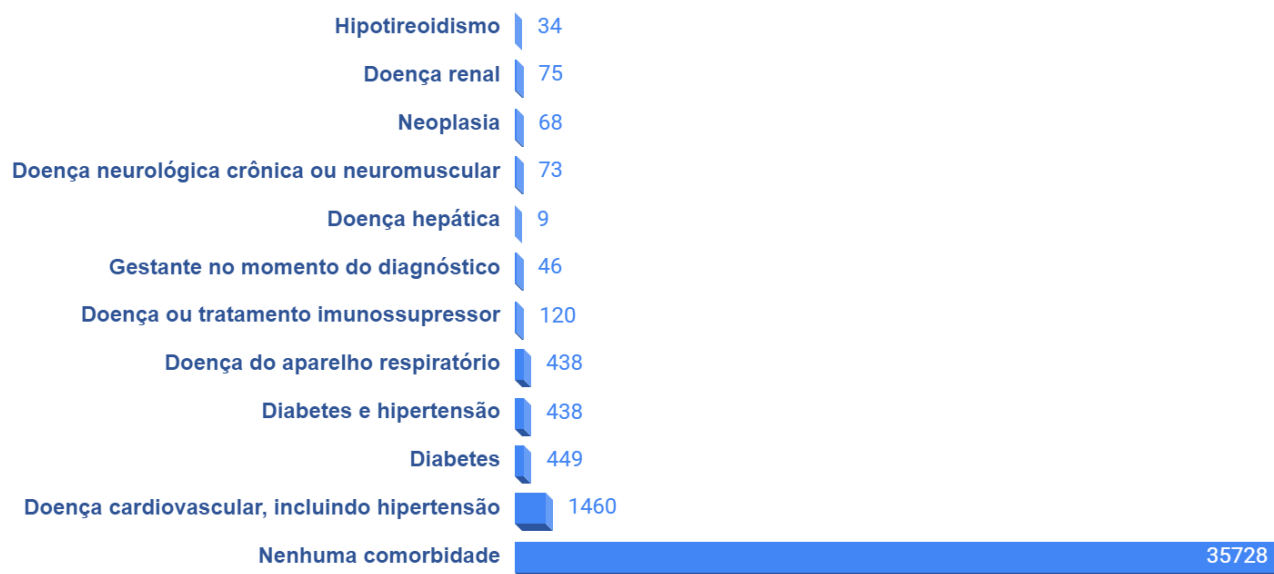 Hipotireoidismo 34
Doença renal 75
Neoplasia 68
Doença neurológica crônica ou neuromuscular 73
Doença hepática 9
Gestante no momento do diagnóstico 46
Doença ou tratamento imunossupressor 120
Doença do aparelho respiratório 438
Diabetes e hipertensão 438
Diabetes 449
Doença cardiovascular, incluindo hipertensão 1460
Nenhuma comorbidade 35728